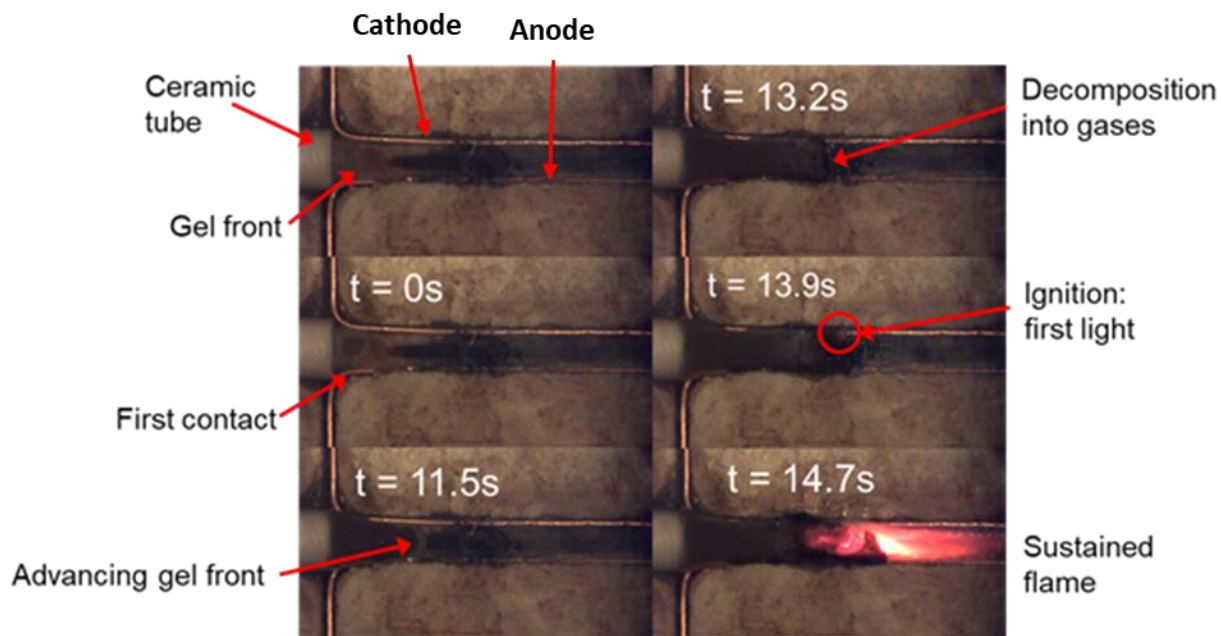 Cathode
Anode
Ceramic
tube
Gel front
t = 0s
First contact
t = 11.5s
Advancing gel front
t = 13.2s
Decomposition
into gases
t = 13.9s
Ignition:
first light
t = 14.7s
Sustained
flame